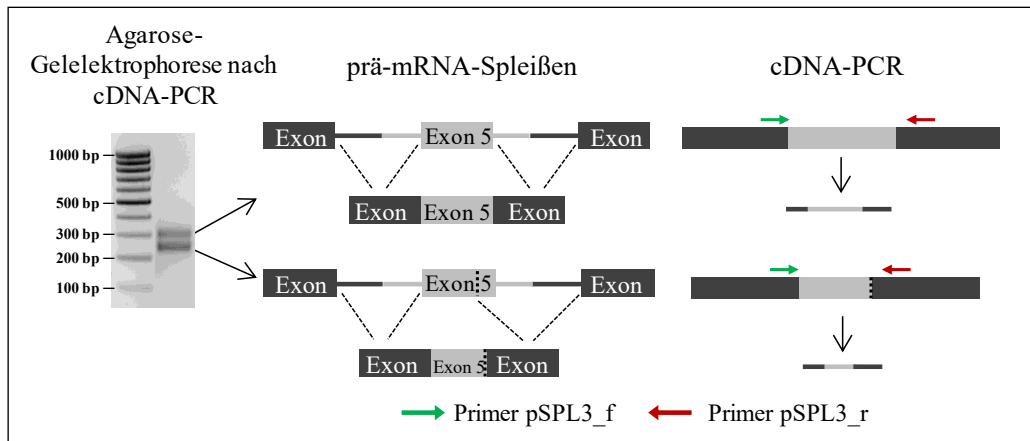 Agarose-
Gelelektrophorese nach
cDNA-PCR
1000 bp
500 bp
300 bp
200 bp
100 bp
prä-mRNA-Spleißen
Exon Exon 5 Exon
Exon Exon 5 Exon
Exon Exon 5 Exon
Exon Exon 5 Exon
cDNA-PCR
Primer pSPL3_f Primer pSPL3_r